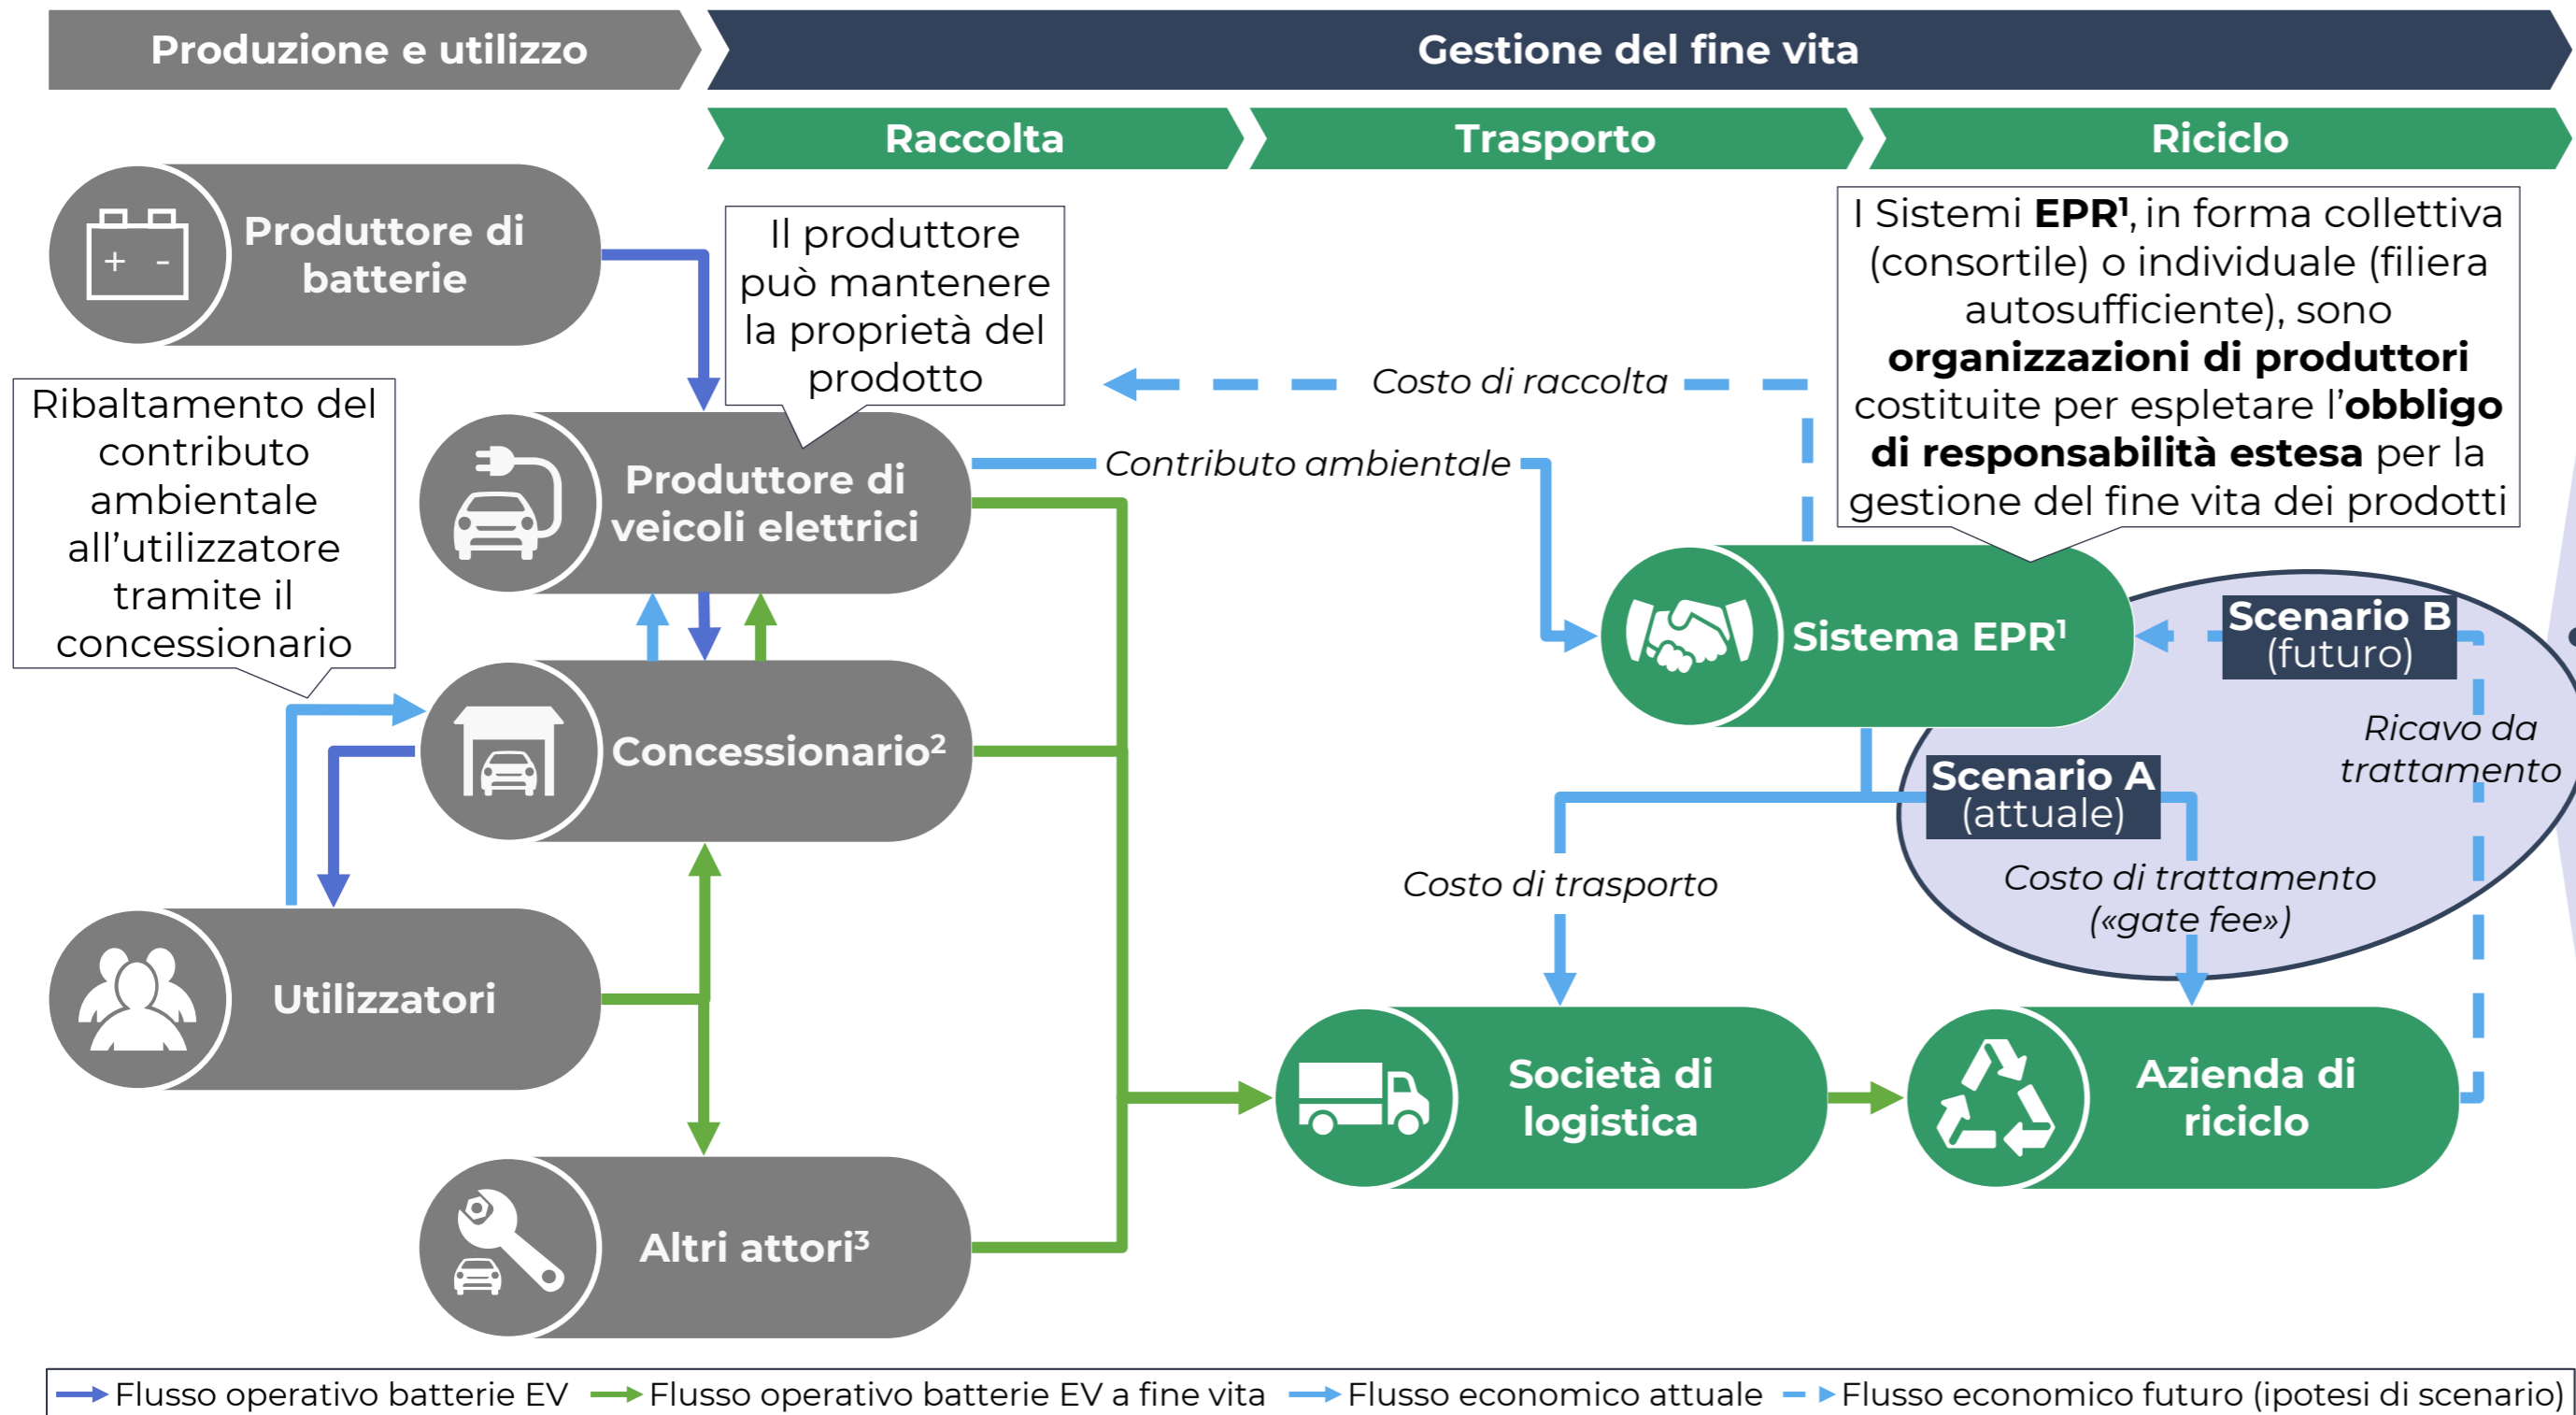 Produzione e utilizzo
Gestione del fine vita
Raccolta
Trasporto
Riciclo
Produttore di
batterie
+ -
Il produttore
può mantenere
la proprietà del
prodotto
I Sistemi EPR¹, in forma collettiva
(consortile) o individuale (filiera
autosufficiente), sono
organizzazioni di produttori
costituite per espletare l’obbligo
di responsabilità estesa per la
gestione del fine vita dei prodotti
Ribaltamento del
contributo
ambientale
all’utilizzatore
tramite il
concessionario
Costo di raccolta
Contributo ambientale
Produttore di
veicoli elettrici
Sistema EPR¹
Scenario B
(futuro)
Ricavo da
trattamento
Concessionario²
Scenario A
(attuale)
Costo di trasporto
Costo di trattamento
(«gate fee»)
Utilizzatori
Società di
logistica
Azienda di
riciclo
Altri attori³
Flusso operativo batterie EV
Flusso operativo batterie EV a fine vita
Flusso economico attuale
Flusso economico futuro (ipotesi di scenario)